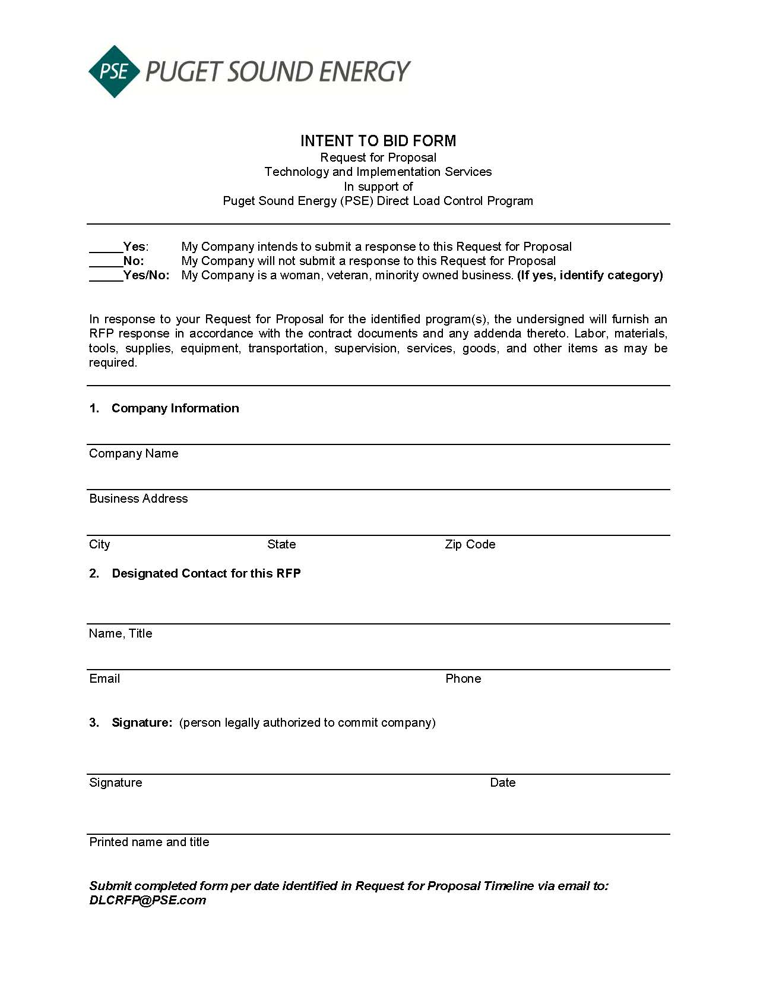 PSE PUGET SOUND ENERGY
INTENT TO BID FORM
Request for Proposal
Technology and Implementation Services
In support of
Puget Sound Energy (PSE) Direct Load Control Program
_____Yes: My Company intends to submit a response to this Request for Proposal
_____No: My Company will not submit a response to this Request for Proposal
_____Yes/No: My Company is a woman, veteran, minority owned business. (If yes, identify category)
In response to your Request for Proposal for the identified program(s), the undersigned will furnish an
RFP response in accordance with the contract documents and any addenda thereto. Labor, materials,
tools, supplies, equipment, transportation, supervision, services, goods, and other items as may be
required.
1. Company Information
Company Name
Business Address
City State Zip Code
2. Designated Contact for this RFP
Name, Title
Email Phone
3. Signature: (person legally authorized to commit company)
Signature Date
Printed name and title
Submit completed form per date identified in Request for Proposal Timeline via email to:
DLCRFP@PSE.com